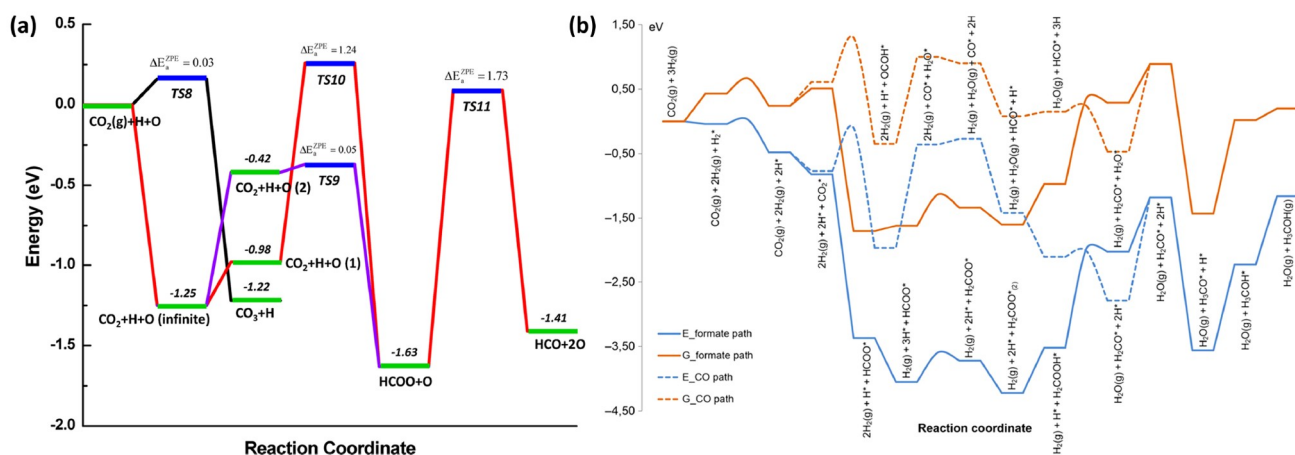 (a)
0.5
0.0
-0.5
-1.0
-1.5
-2.0
Energy (eV)
Reaction Coordinate
ΔE_a^ZPE = 0.03
TS8
CO₂(g)+H+O
ΔE_a^ZPE = 1.24
TS10
ΔE_a^ZPE = 0.05
-0.42
TS9
CO₂+H+O (2)
-0.98
CO₂+H+O (1)
-1.25
-1.22
CO₃+H
CO₂+H+O (infinite)
ΔE_a^ZPE = 1.73
TS11
-1.63
HCOO+O
-1.41
HCO+2O
(b)
1,50
eV
0,50
-0,50
-1,50
-2,50
-3,50
-4,50
CO₂(g) + 3H₂(g)
CO₂(g) + 2H₂(g) + H₂*
CO₂(g) + 2H₂(g) + 2H*
2H₂(g) + 2H* + CO₂*
2H₂(g) + H* + OCOH*
2H₂(g) + H* + HCOO*
2H₂(g) + CO* + H₂O*
H₂(g) + 3H* + HCOO*
H₂(g) + H₂O(g) + CO* + 2H
H₂(g) + 2H* + H₂COO*
H₂(g) + H₂O(g) + HCO* + H*
H₂(g) + 2H* + H₂COO*₍₂₎
H₂O(g) + HCO* + 3H
H₂(g) + H* + H₂COOH*
H₂(g) + H₂CO* + H₂O*
H₂O(g) + H₂CO* + 2H*
H₂O(g) + H₂CO* + 2H*
H₂O(g) + H₃CO* + H*
H₂O(g) + H₃COH*
H₂O(g) + H₃COH(g)
E_formate path
G_formate path
E_CO path
G_CO path
Reaction coordinate